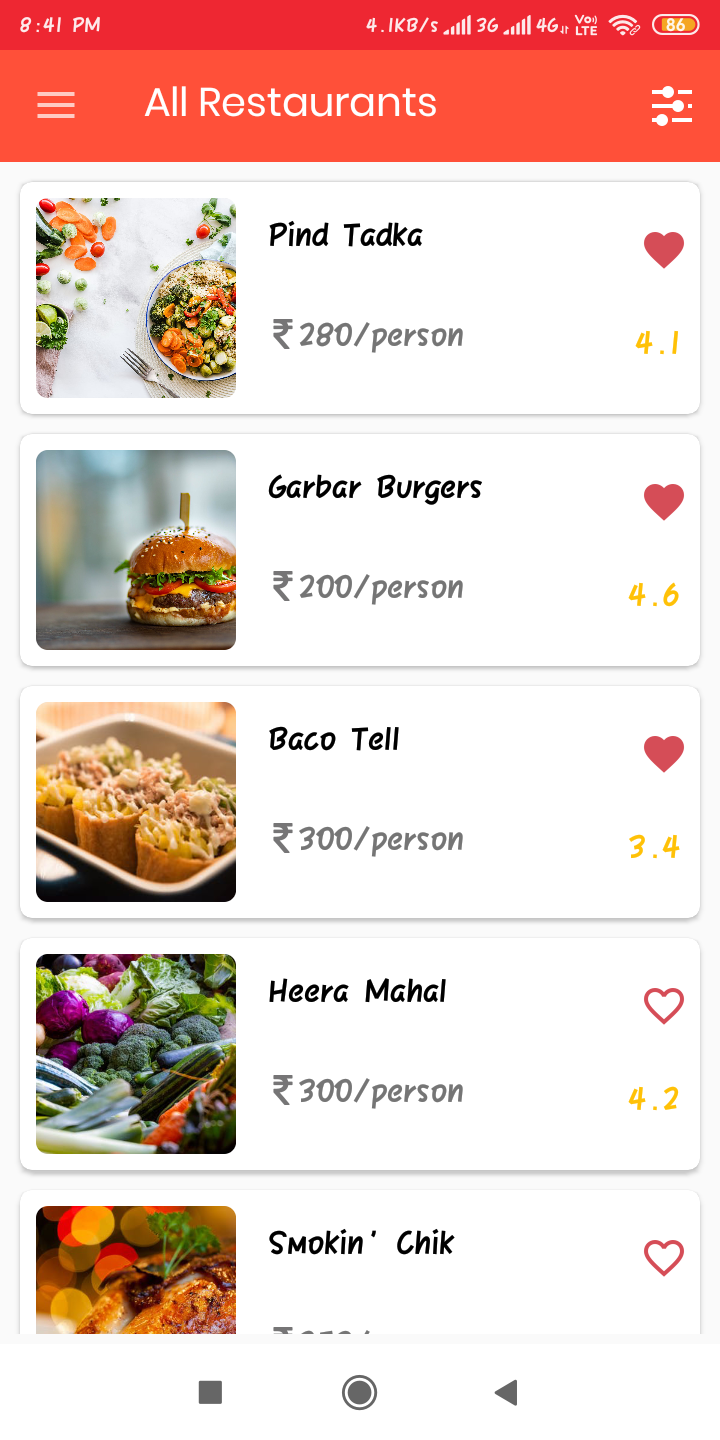 8:41 PM 4.1KB/s 3G 4G Vo) LTE 86
All Restaurants
Pind Tadka
₹280/person
4.1
Garbar Burgers
₹200/person
4.6
Baco Tell
₹300/person
3.4
Heera Mahal
₹300/person
4.2
Smokin' Chik